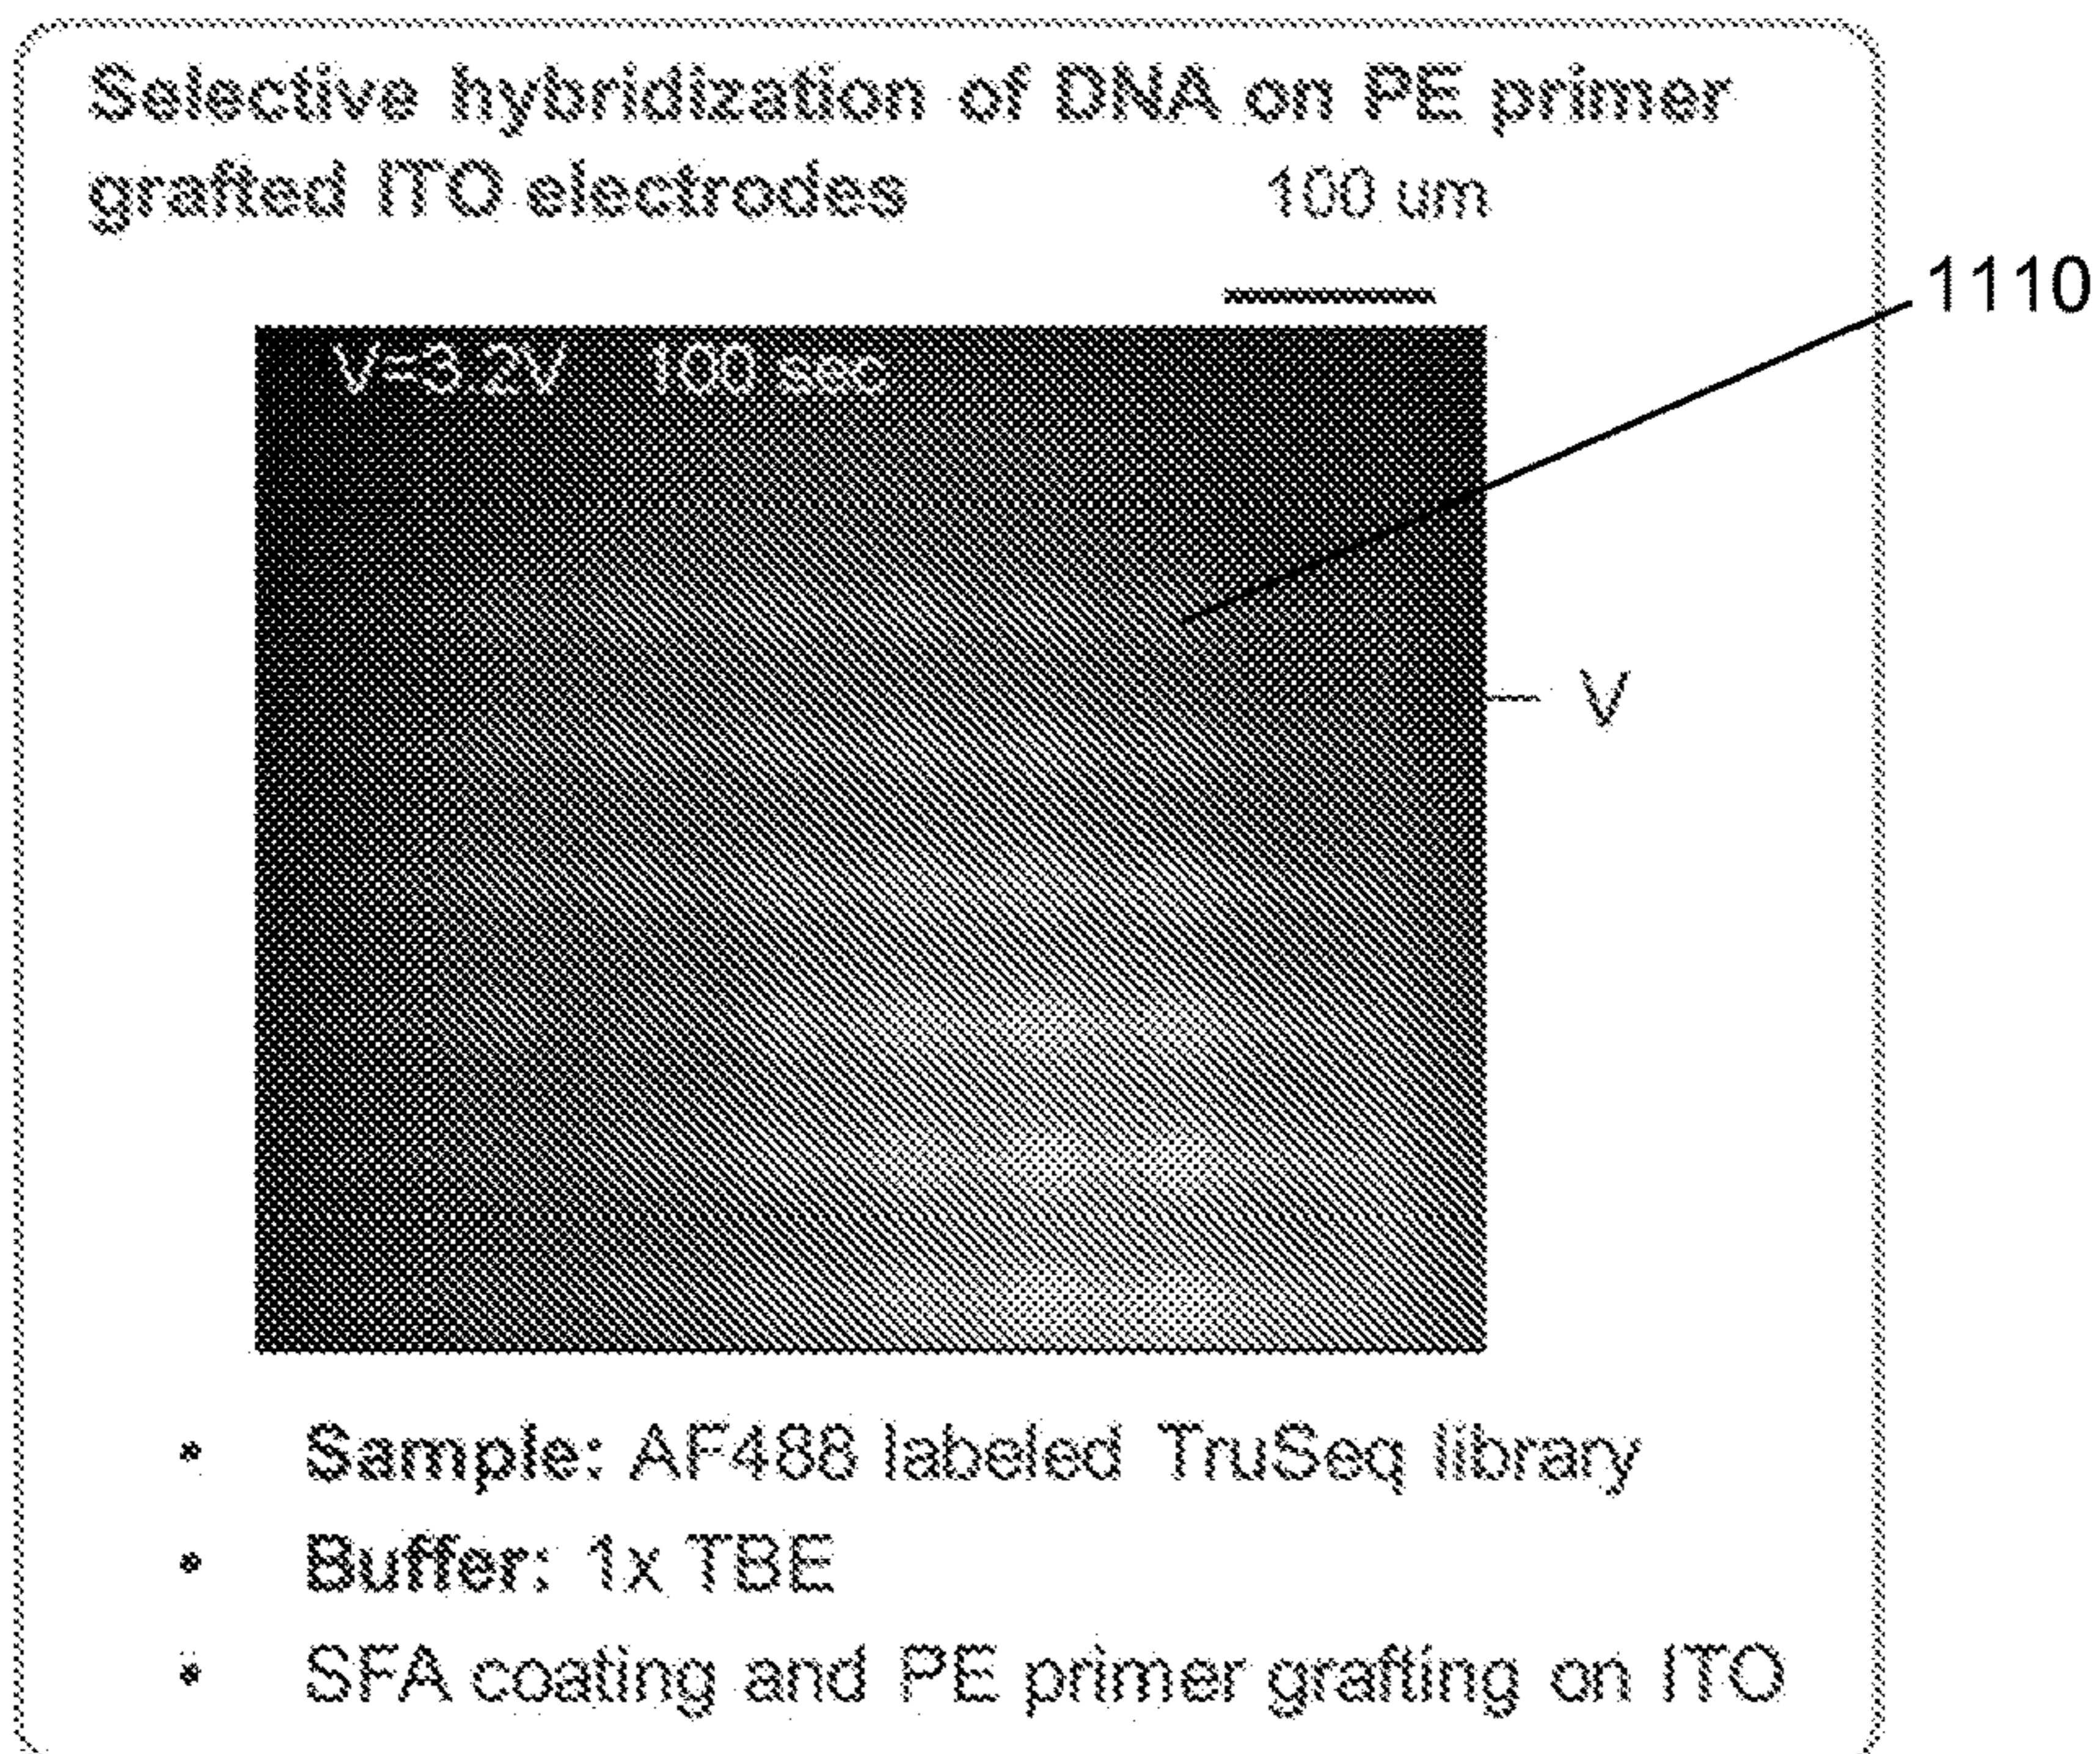 Selective hybridization of DNA on PE primer
grafted ITO electrodes
100 um
1110
V=3.2V 100 sec
V
• Sample: AF488 labeled TruSeq library
• Buffer: 1x TBE
• SFA coating and PE primer grafting on ITO